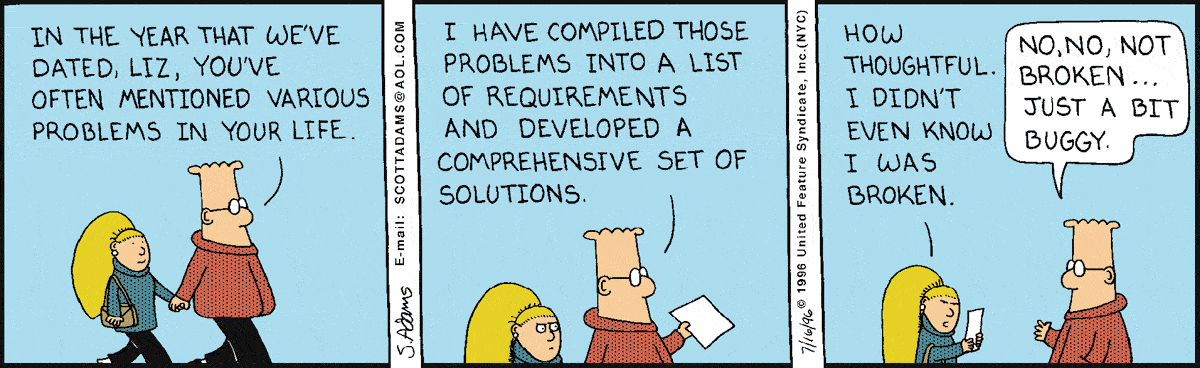 IN THE YEAR THAT WE'VE
DATED, LIZ, YOU'VE
OFTEN MENTIONED VARIOUS
PROBLEMS IN YOUR LIFE.
S.Adams E-mail: SCOTTADAMS@AOL.COM
I HAVE COMPILED THOSE
PROBLEMS INTO A LIST
OF REQUIREMENTS
AND DEVELOPED A
COMPREHENSIVE SET OF
SOLUTIONS.
7/16/96 © 1996 United Feature Syndicate, Inc.(NYC)
HOW
THOUGHTFUL.
I DIDN'T
EVEN KNOW
I WAS
BROKEN.
NO, NO, NOT
BROKEN...
JUST A BIT
BUGGY.